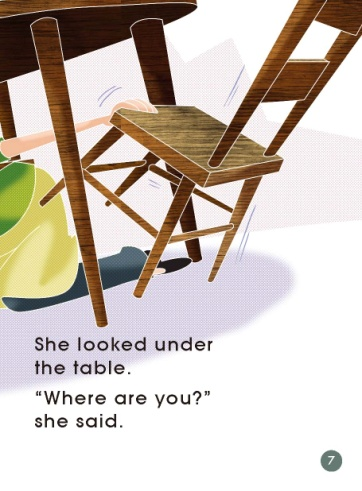 She looked under
the table.
“Where are you?”
she said.
7